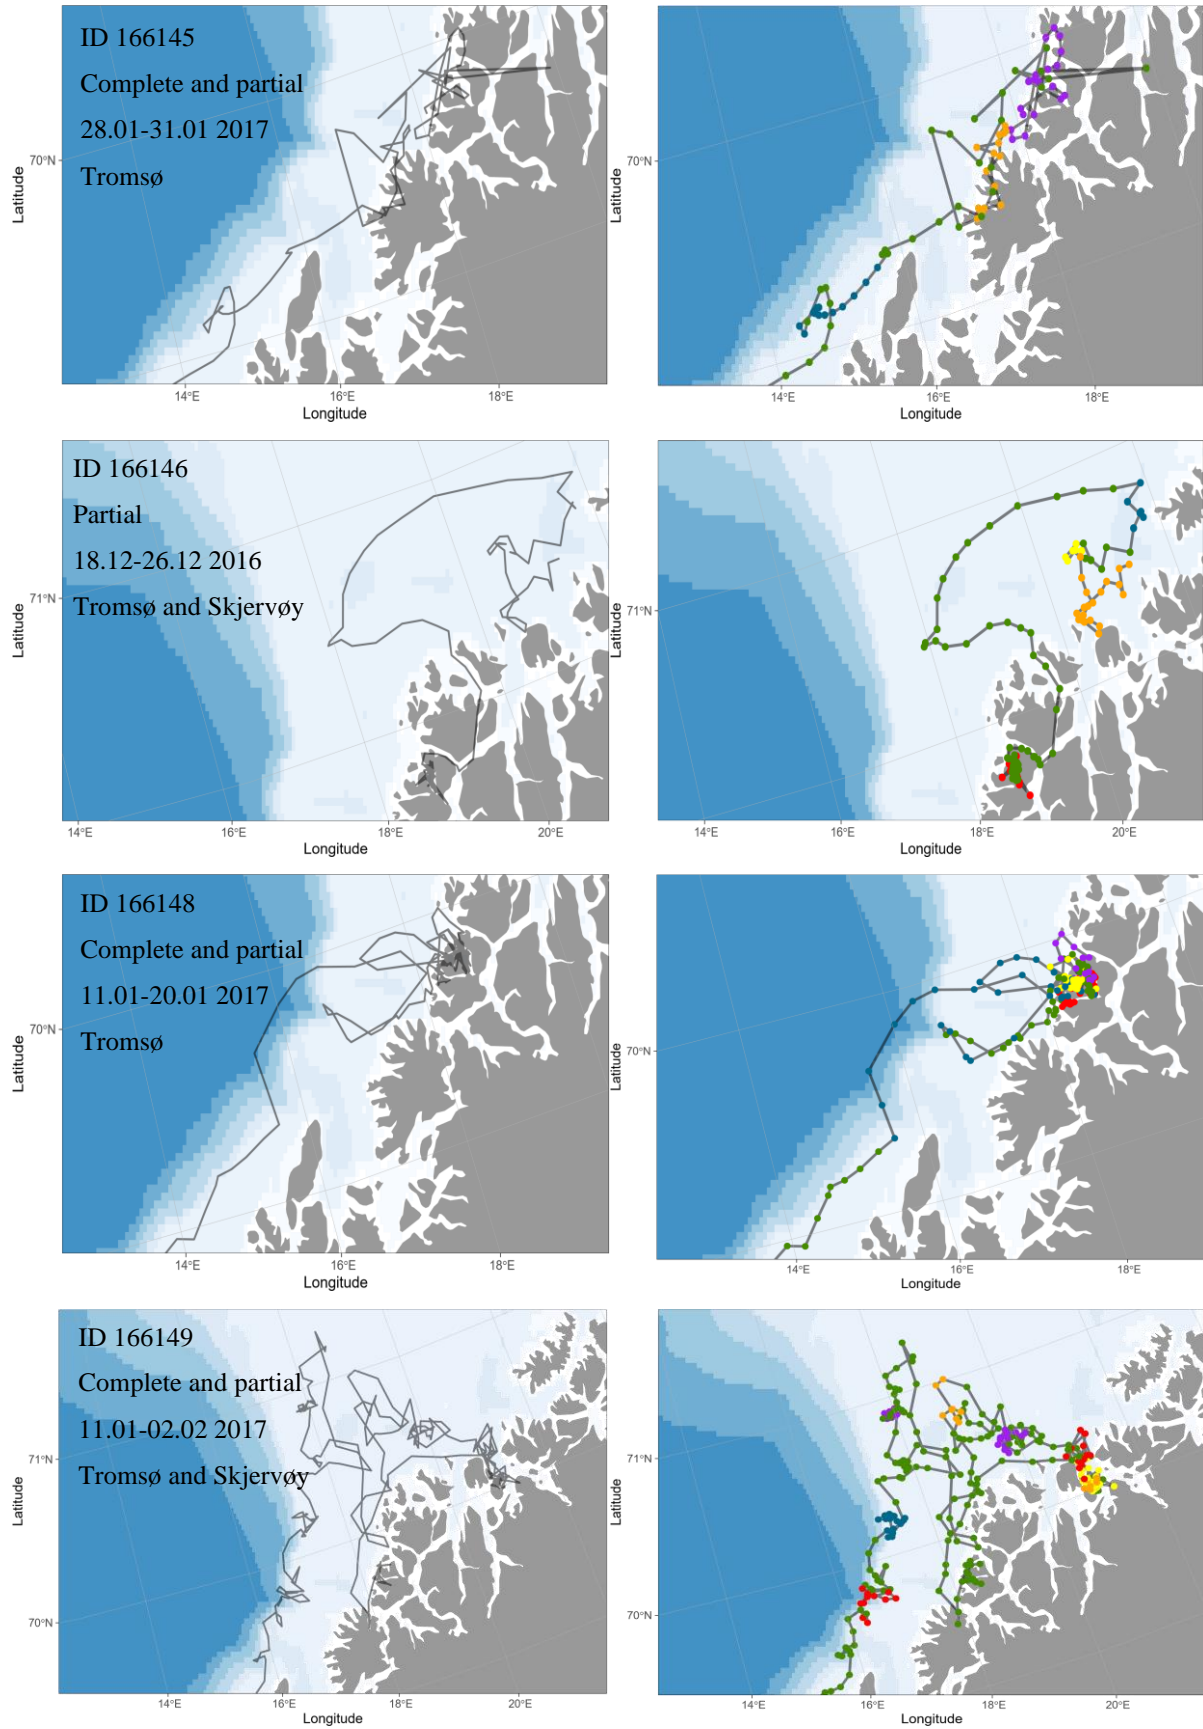 ID 166145
Complete and partial
28.01-31.01 2017
Tromsø
70°N
Latitude
14°E
16°E
18°E
Longitude
70°N
Latitude
14°E
16°E
18°E
Longitude
ID 166146
Partial
18.12-26.12 2016
Tromsø and Skjervøy
71°N
Latitude
14°E
16°E
18°E
20°E
Longitude
71°N
Latitude
14°E
16°E
18°E
20°E
Longitude
ID 166148
Complete and partial
11.01-20.01 2017
Tromsø
70°N
Latitude
14°E
16°E
18°E
Longitude
70°N
Latitude
14°E
16°E
18°E
Longitude
ID 166149
Complete and partial
11.01-02.02 2017
Tromsø and Skjervøy
71°N
70°N
Latitude
14°E
16°E
18°E
20°E
Longitude
71°N
70°N
Latitude
14°E
16°E
18°E
20°E
Longitude